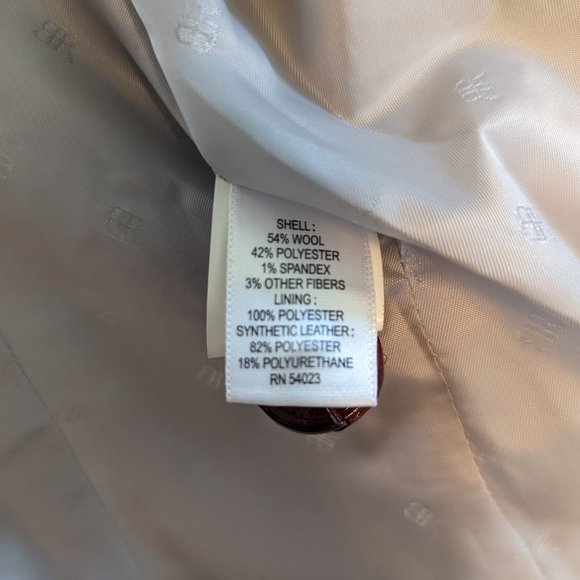 SHELL :
54% WOOL
42% POLYESTER
1% SPANDEX
3% OTHER FIBERS
LINING :
100% POLYESTER
SYNTHETIC LEATHER :
82% POLYESTER
18% POLYURETHANE
RN 54023